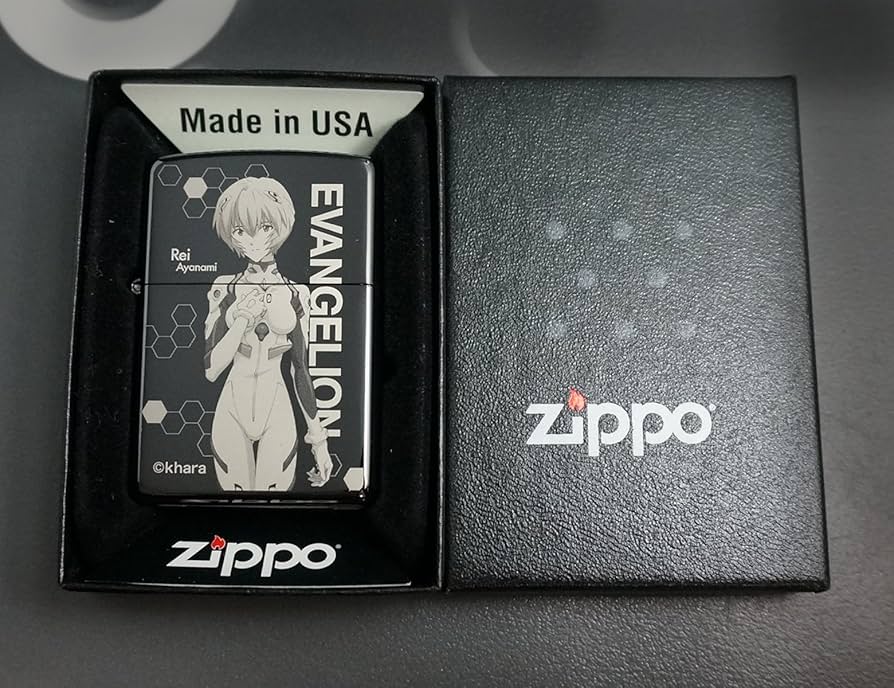 Made in USA
EVANGELION
Rei
Ayanami
©khara
zippo®
zippo®